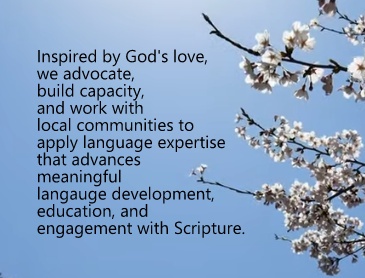 Inspired by God's love,
we advocate,
build capacity,
and work with
local communities to
apply language expertise
that advances
meaningful
langauge development,
education, and
engagement with Scripture.